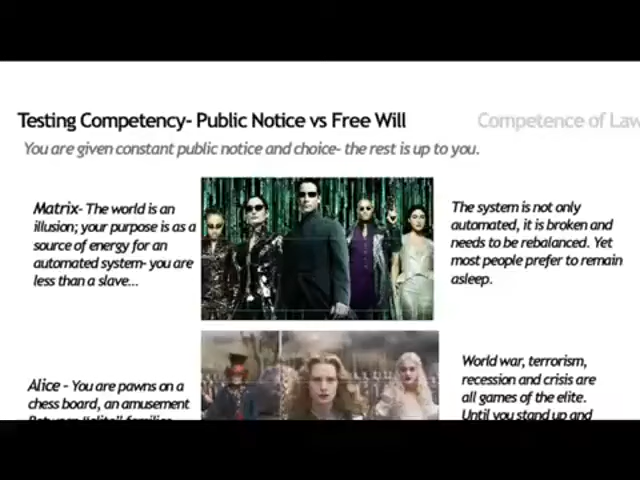 Testing Competency- Public Notice vs Free Will
Competence of Law
You are given constant public notice and choice- the rest is up to you.
Matrix- The world is an
illusion; your purpose is as a
source of energy for an
automated system- you are
less than a slave...
The system is not only
automated, it is broken and
needs to be rebalanced. Yet
most people prefer to remain
asleep.
Alice - You are pawns on a
chess board, an amusement
Between "elite" families
World war, terrorism,
recession and crisis are
all games of the elite.
Until you stand up and